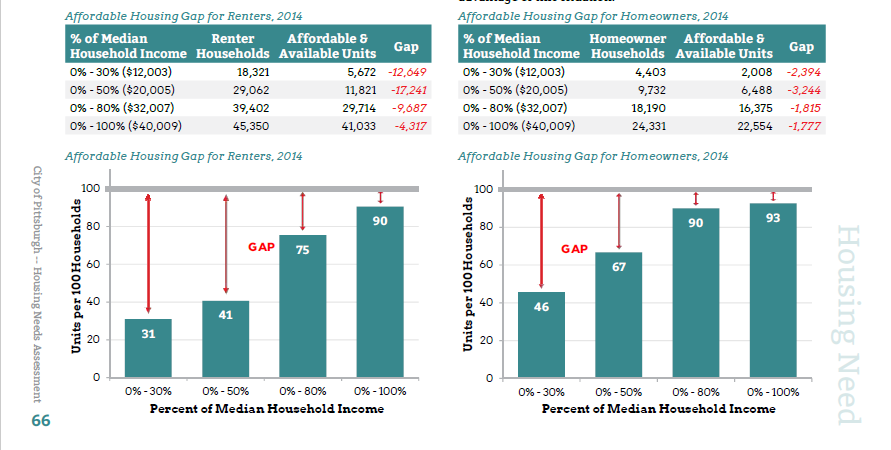 Affordable Housing Gap for Renters, 2014
% of Median Household Income Renter Households Affordable & Available Units Gap
0% - 30% ($12,003) 18,321 5,672 -12,649
0% - 50% ($20,005) 29,062 11,821 -17,241
0% - 80% ($32,007) 39,402 29,714 -9,687
0% - 100% ($40,009) 45,350 41,033 -4,317
Affordable Housing Gap for Homeowners, 2014
% of Median Household Income Homeowner Households Affordable & Available Units Gap
0% - 30% ($12,003) 4,403 2,008 -2,394
0% - 50% ($20,005) 9,732 6,488 -3,244
0% - 80% ($32,007) 18,190 16,375 -1,815
0% - 100% ($40,009) 24,331 22,554 -1,777
Affordable Housing Gap for Renters, 2014
Units per 100 Households
100
80
60
40
20
0
GAP
31
41
75
90
0% - 30% 0% - 50% 0% - 80% 0% - 100%
Percent of Median Household Income
Affordable Housing Gap for Homeowners, 2014
Units per 100 Households
100
80
60
40
20
0
GAP
46
67
90
93
0% - 30% 0% - 50% 0% - 80% 0% - 100%
Percent of Median Household Income
City of Pittsburgh -- Housing Needs Assessment
66
Housing Need